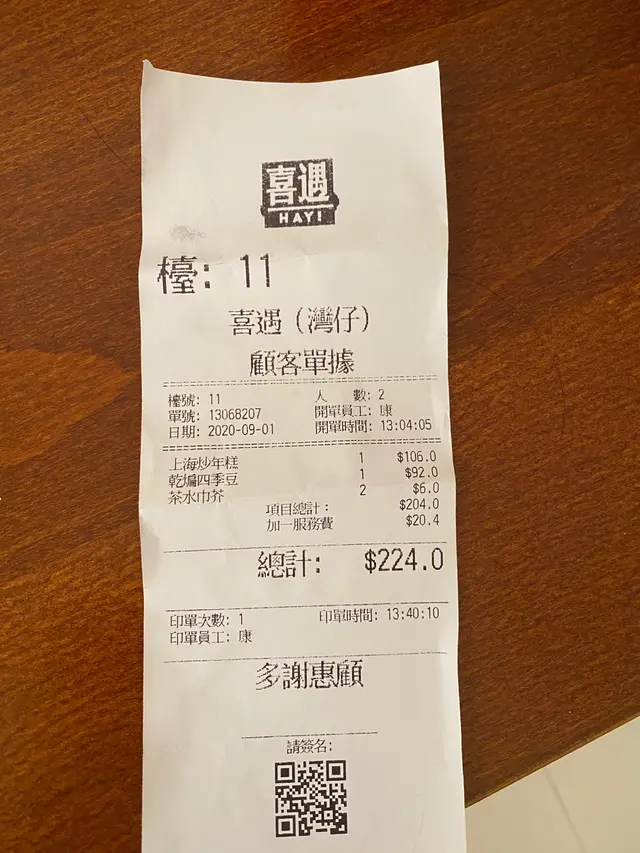 喜遇
HAYI
檯: 11
喜遇（灣仔）
顧客單據
檯號: 11 人 數: 2
單號: 13068207 開單員工: 康
日期: 2020-09-01 開單時間: 13:04:05
上海炒年糕 1 $106.0
乾煸四季豆 1 $92.0
茶水巾芥 2 $6.0
項目總計: $204.0
加一服務費 $20.4
總計: $224.0
印單次數: 1 印單時間: 13:40:10
印單員工: 康
多謝惠顧
請簽名: